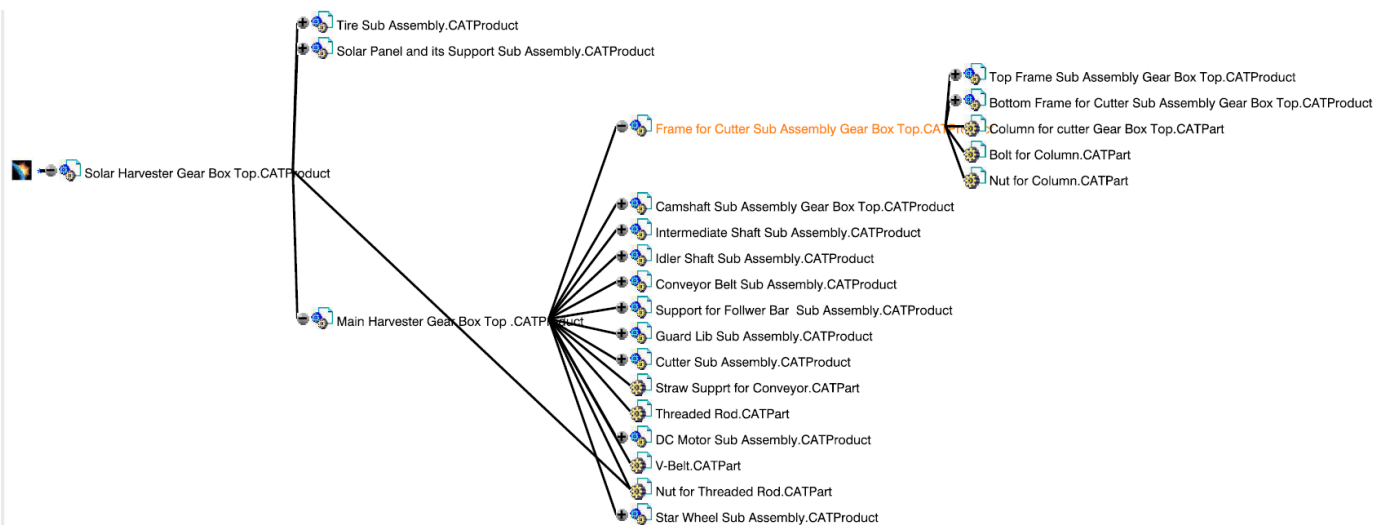 Tire Sub Assembly.CATProduct
Solar Panel and its Support Sub Assembly.CATProduct
Top Frame Sub Assembly Gear Box Top.CATProduct
Bottom Frame for Cutter Sub Assembly Gear Box Top.CATProduct
Frame for Cutter Sub Assembly Gear Box Top.CATPr
Column for cutter Gear Box Top.CATPart
Bolt for Column.CATPart
Solar Harvester Gear Box Top.CATProduct
Nut for Column.CATPart
Camshaft Sub Assembly Gear Box Top.CATProduct
Intermediate Shaft Sub Assembly.CATProduct
Idler Shaft Sub Assembly.CATProduct
Conveyor Belt Sub Assembly.CATProduct
Support for Follwer Bar  Sub Assembly.CATProduct
Main Harvester Gear Box Top .CATProduct
Guard Lib Sub Assembly.CATProduct
Cutter Sub Assembly.CATProduct
Straw Supprt for Conveyor.CATPart
Threaded Rod.CATPart
DC Motor Sub Assembly.CATProduct
V-Belt.CATPart
Nut for Threaded Rod.CATPart
Star Wheel Sub Assembly.CATProduct